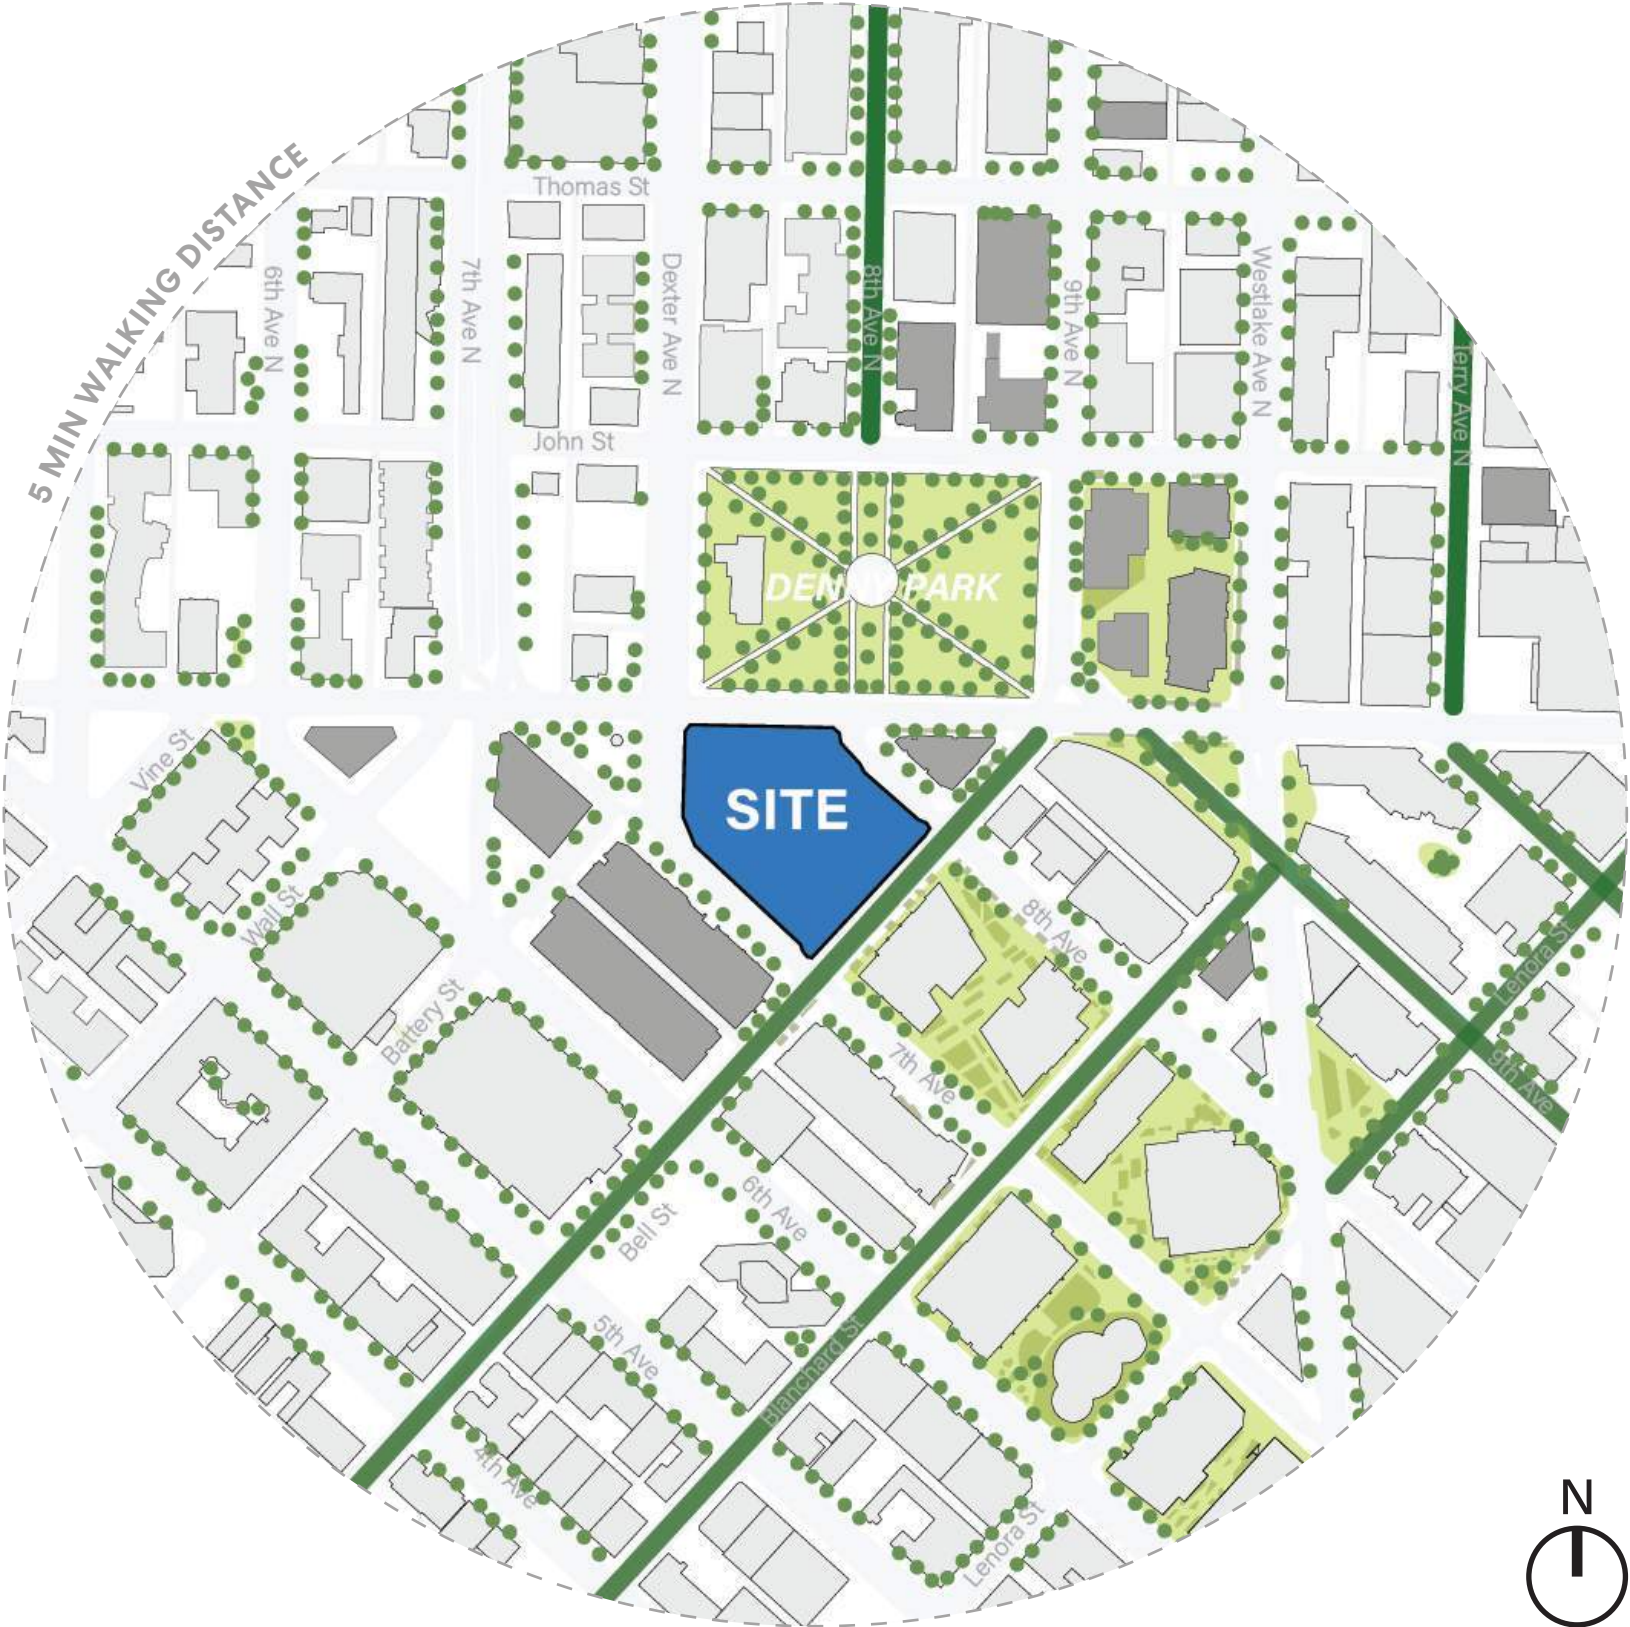 5 MIN WALKING DISTANCE
Thomas St
6th Ave N
7th Ave N
Dexter Ave N
8th Ave N
9th Ave N
Westlake Ave N
Terry Ave N
John St
DENNY PARK
Vine St
SITE
Wall St
8th Ave
Lenora St
Battery St
7th Ave
9th Ave
6th Ave
Bell St
5th Ave
Blanchard St
4th Ave
Lenora St
N